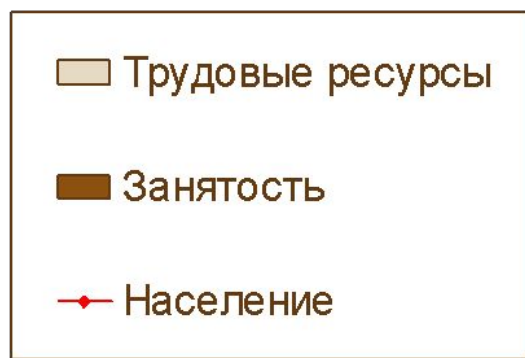 Трудовые ресурсы
Занятость
Население